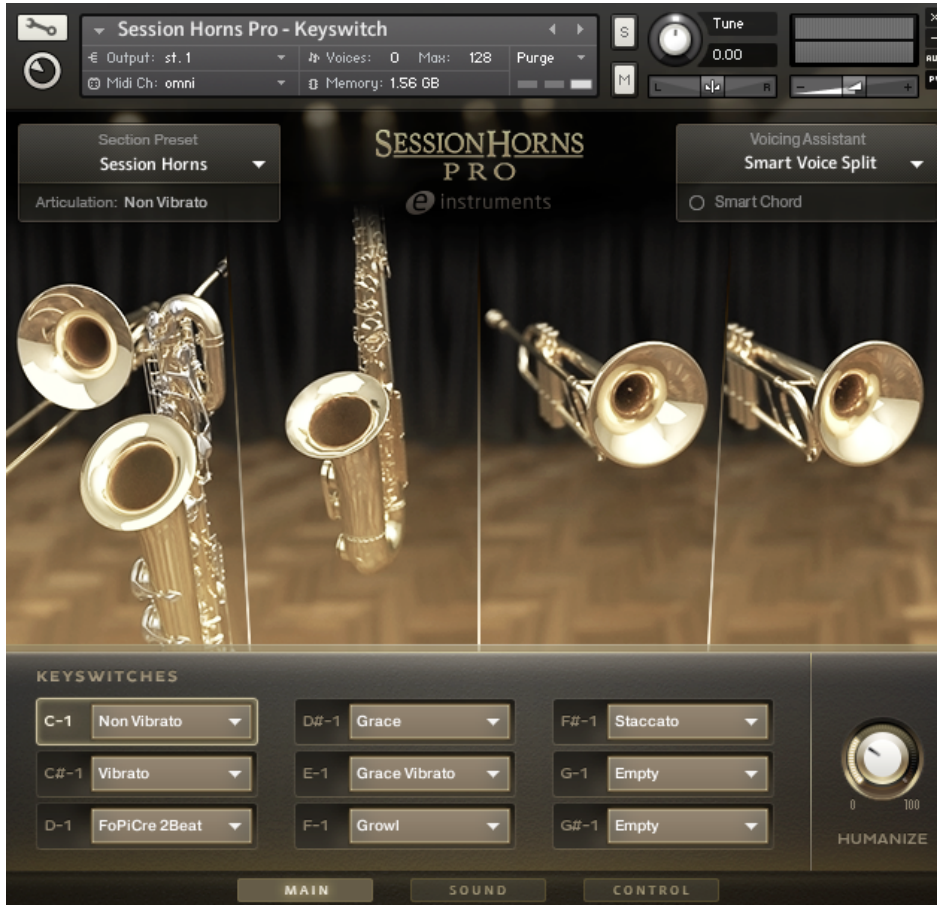 Session Horns Pro - Keyswitch
Output: st. 1
Voices: 0 Max: 128
Purge
Midi Ch: omni
Memory: 1.56 GB
S
M
Tune
0.00
L R
- +
AU
PV
Section Preset
Session Horns
Articulation: Non Vibrato
SESSIONHORNS
PRO
e instruments
Voicing Assistant
Smart Voice Split
Smart Chord
KEYSWITCHES
C-1 Non Vibrato
D#-1 Grace
F#-1 Staccato
C#-1 Vibrato
E-1 Grace Vibrato
G-1 Empty
D-1 FoPiCre 2Beat
F-1 Growl
G#-1 Empty
0 100
HUMANIZE
MAIN
SOUND
CONTROL